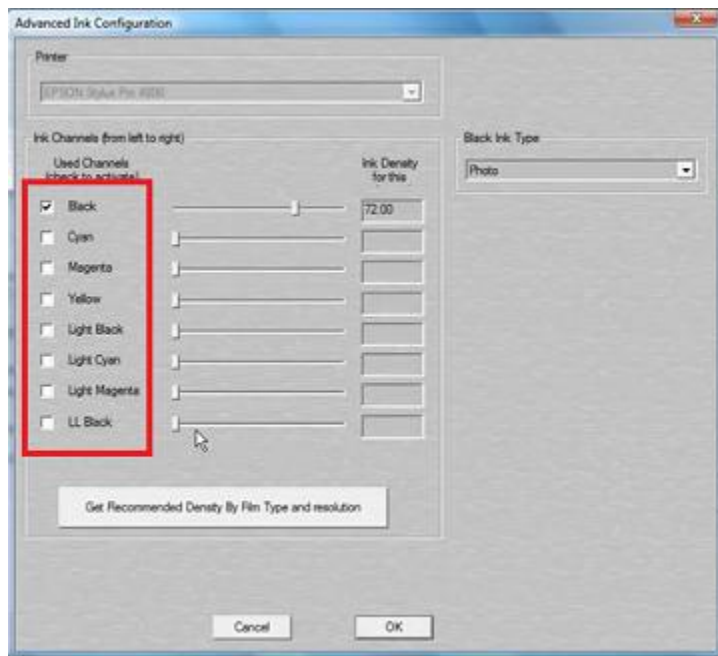 Advanced Ink Configuration
Printer
EPSON Stylus Pro
Ink Channels (from left to right)
Used Channels
(check to activate)
Ink Density
for this
Black Ink Type
Photo
Black
72.00
Cyan
Magenta
Yellow
Light Black
Light Cyan
Light Magenta
LL Black
Get Recommended Density By Film Type and resolution
Cancel
OK